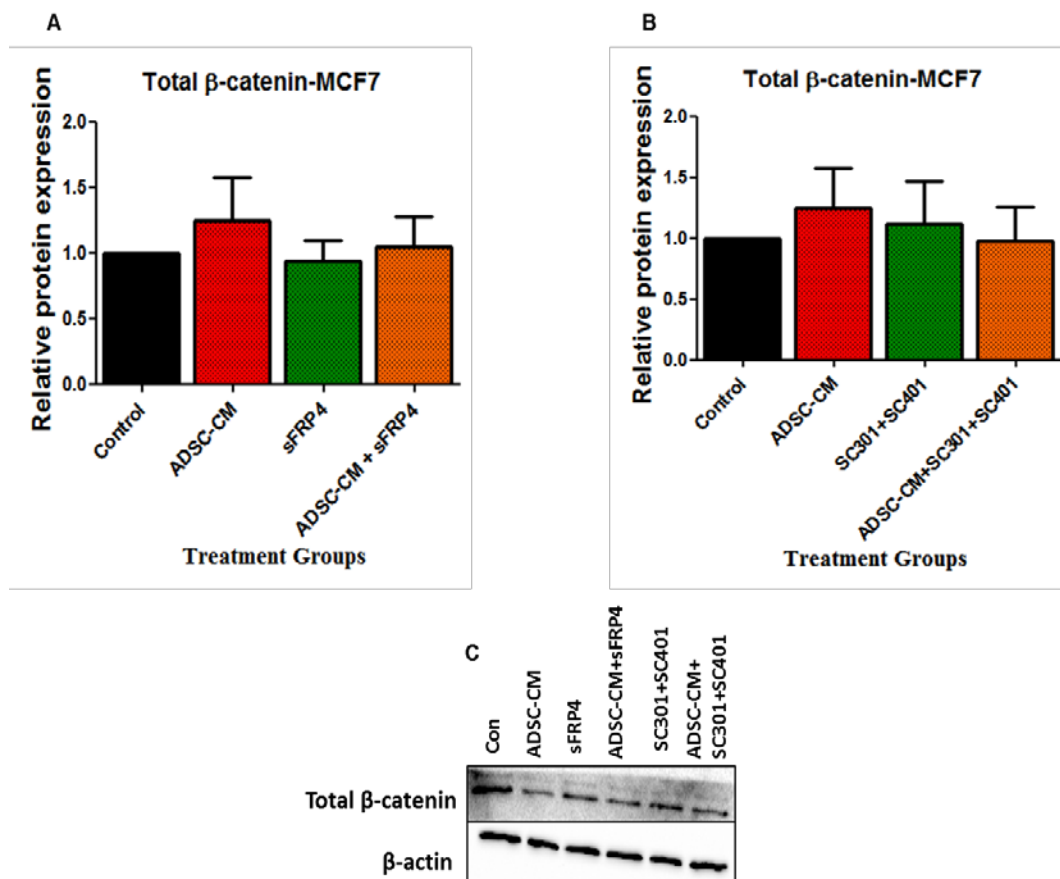 A
Total β-catenin-MCF7
Relative protein expression
2.0
1.5
1.0
0.5
0.0
Control
ADSC-CM
sFRP4
ADSC-CM + sFRP4
Treatment Groups
B
Total β-catenin-MCF7
Relative protein expression
2.0
1.5
1.0
0.5
0.0
Control
ADSC-CM
SC301+SC401
ADSC-CM+SC301+SC401
Treatment Groups
C
Con
ADSC-CM
sFRP4
ADSC-CM+sFRP4
SC301+SC401
ADSC-CM+
SC301+SC401
Total β-catenin
β-actin